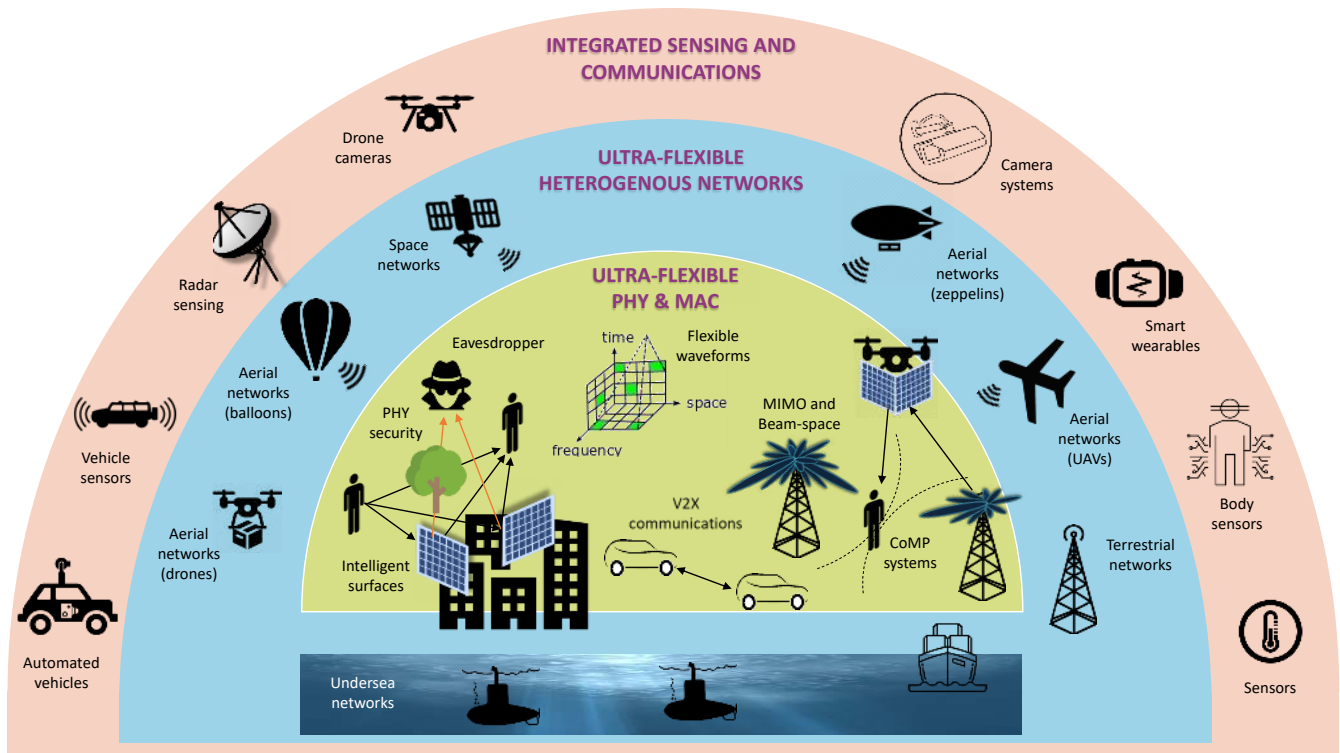 INTEGRATED SENSING AND
COMMUNICATIONS
Drone
cameras
Camera
systems
Radar
sensing
Smart
wearables
Vehicle
sensors
Body
sensors
Automated
vehicles
Sensors
ULTRA-FLEXIBLE
HETEROGENOUS NETWORKS
Space
networks
Aerial
networks
(zeppelins)
Aerial
networks
(balloons)
Aerial
networks
(UAVs)
Aerial
networks
(drones)
Terrestrial
networks
Undersea
networks
ULTRA-FLEXIBLE
PHY & MAC
Eavesdropper
time
Flexible
waveforms
space
frequency
PHY
security
MIMO and
Beam-space
V2X
communications
CoMP
systems
Intelligent
surfaces